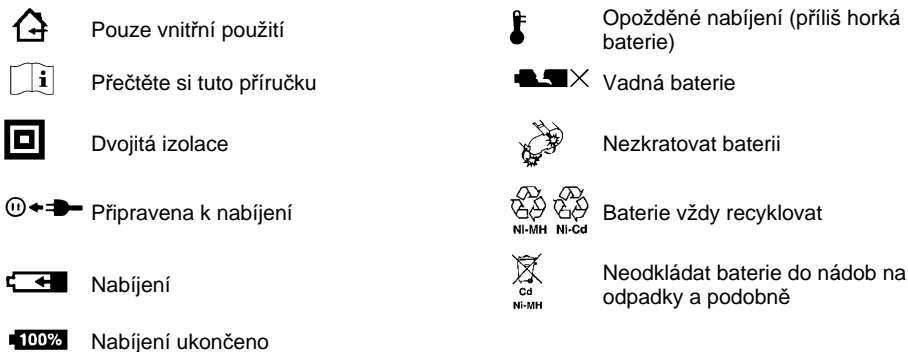 Pouze vnitřní použití
i
Přečtěte si tuto příručku
Dvojitá izolace
Připravena k nabíjení
Nabíjení
100%
Nabíjení ukončeno
Opožděné nabíjení (příliš horká
baterie)
Vadná baterie
Nezkratovat baterii
NI-MH Ni-Cd
Baterie vždy recyklovat
Cd
Ni-MH
Neodkládat baterie do nádob na
odpadky a podobně